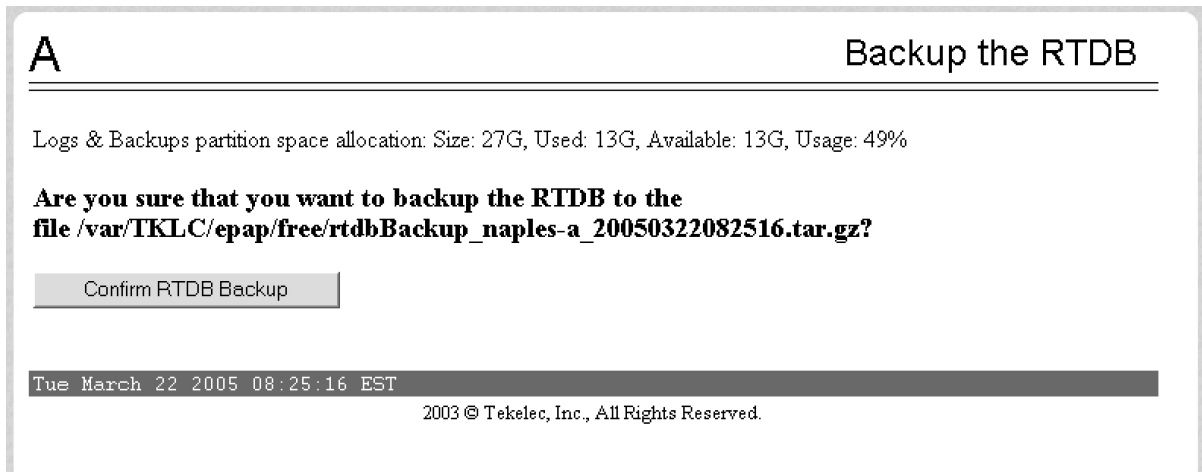 A
Backup the RTDB
Logs & Backups partition space allocation: Size: 27G, Used: 13G, Available: 13G, Usage: 49%
Are you sure that you want to backup the RTDB to the
file /var/TKLC/epap/free/rtdbBackup_naples-a_20050322082516.tar.gz?
Confirm RTDB Backup
Tue March 22 2005 08:25:16 EST
2003 © Tekelec, Inc., All Rights Reserved.